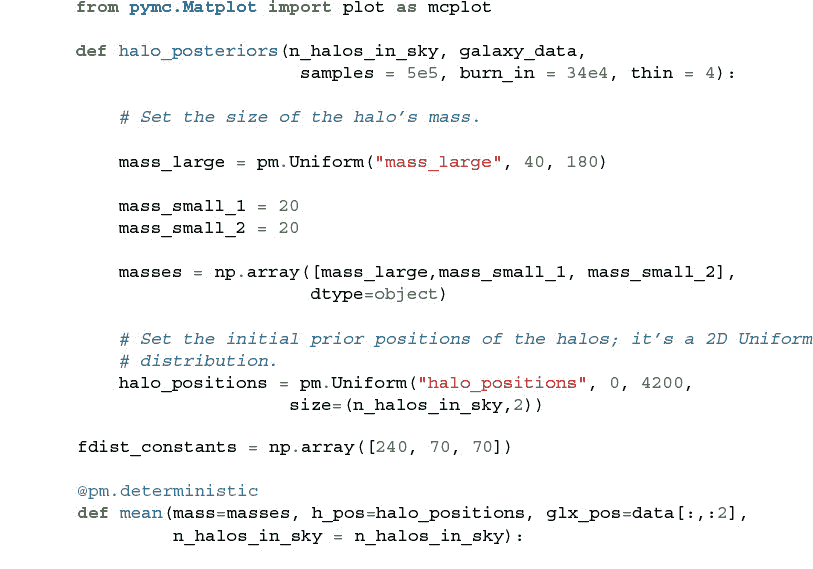 from pymc.Matplot import plot as mcplot
def halo_posteriors(n_halos_in_sky, galaxy_data,
samples = 5e5, burn_in = 34e4, thin = 4):
# Set the size of the halo's mass.
mass_large = pm.Uniform("mass_large", 40, 180)
mass_small_1 = 20
mass_small_2 = 20
masses = np.array([mass_large,mass_small_1, mass_small_2],
dtype=object)
# Set the initial prior positions of the halos; it's a 2D Uniform
# distribution.
halo_positions = pm.Uniform("halo_positions", 0, 4200,
size=(n_halos_in_sky,2))
fdist_constants = np.array([240, 70, 70])
@pm.deterministic
def mean(mass=masses, h_pos=halo_positions, glx_pos=data[:,:2],
n_halos_in_sky = n_halos_in_sky):